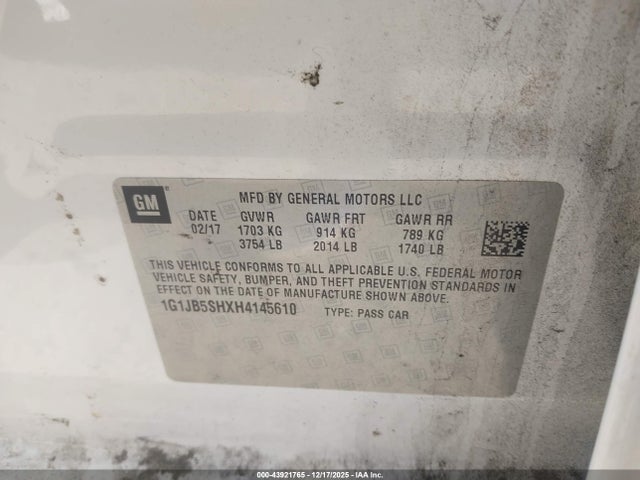 GM®
MFD BY GENERAL MOTORS LLC
DATE GVWR GAWR FRT GAWR RR
02/17 1703 KG 914 KG 789 KG
3754 LB 2014 LB 1740 LB
THIS VEHICLE CONFORMS TO ALL APPLICABLE U.S. FEDERAL MOTOR
VEHICLE SAFETY, BUMPER, AND THEFT PREVENTION STANDARDS IN
EFFECT ON THE DATE OF MANUFACTURE SHOWN ABOVE.
1G1JB5SHXH4145610 TYPE: PASS CAR
000-43921765 - 12/17/2025 - IAA Inc.